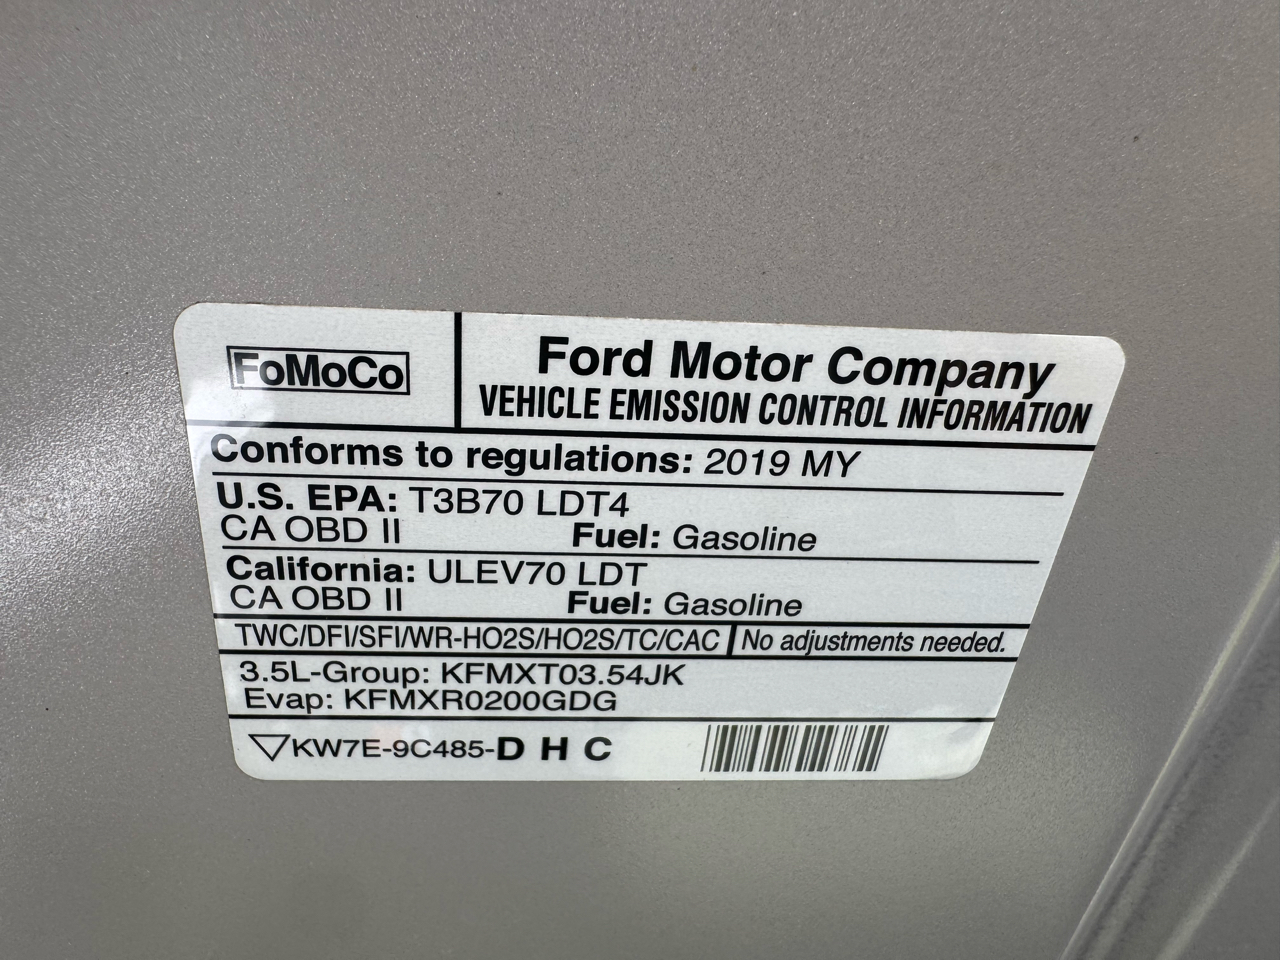 FoMoCo
Ford Motor Company
VEHICLE EMISSION CONTROL INFORMATION
Conforms to regulations: 2019 MY
U.S. EPA: T3B70 LDT4
CA OBD II Fuel: Gasoline
California: ULEV70 LDT
CA OBD II Fuel: Gasoline
TWC/DFI/SFI/WR-HO2S/HO2S/TC/CAC No adjustments needed.
3.5L-Group: KFMXT03.54JK
Evap: KFMXR0200GDG
KW7E-9C485-D H C